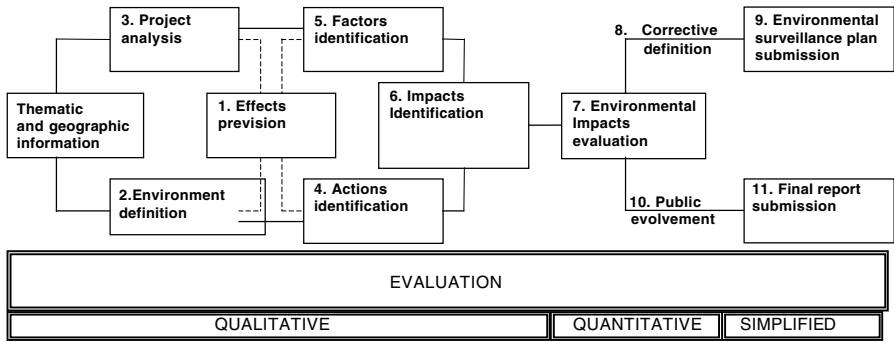 3. Project
analysis
5. Factors
identification
8. Corrective
definition
9. Environmental
surveillance plan
submission
Thematic
and geographic
information
1. Effects
prevision
6. Impacts
Identification
7. Environmental
Impacts
evaluation
2.Environment
definition
4. Actions
identification
10. Public
evolvement
11. Final report
submission
EVALUATION
QUALITATIVE
QUANTITATIVE
SIMPLIFIED